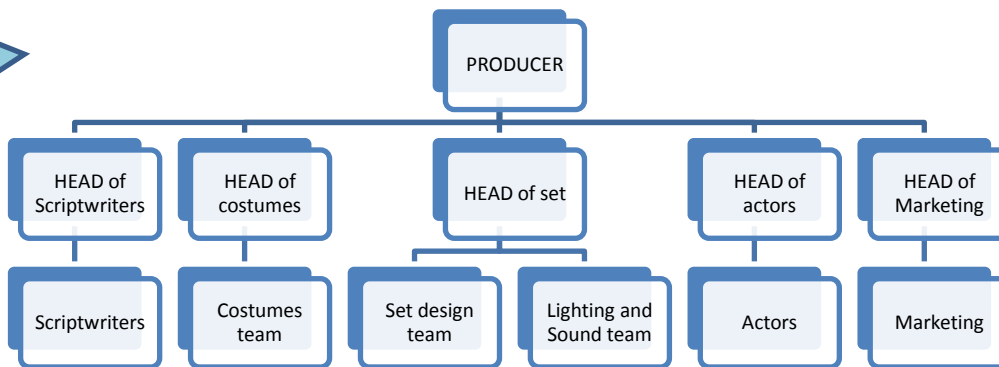 PRODUCER
HEAD of
Scriptwriters
HEAD of
costumes
HEAD of set
HEAD of
actors
HEAD of
Marketing
Scriptwriters
Costumes
team
Set design
team
Lighting and
Sound team
Actors
Marketing